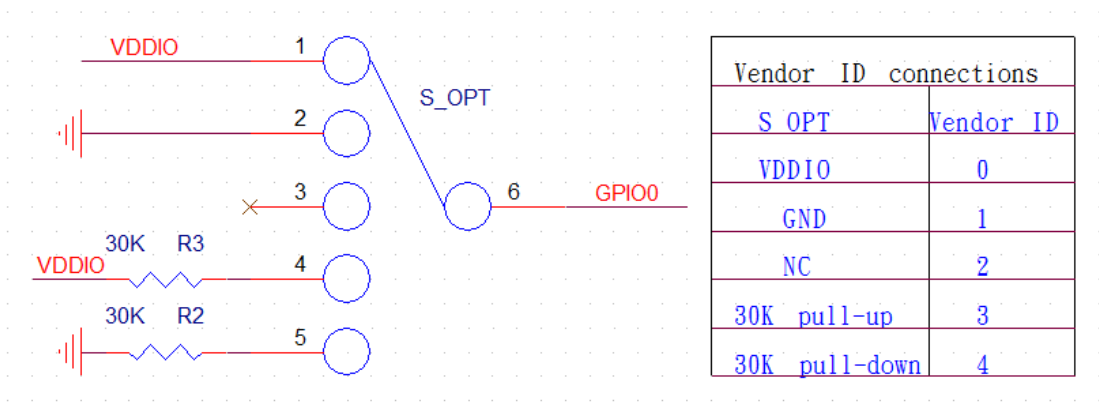 VDDIO
1
S_OPT
2
3
6
GPIO0
30K R3
VDDIO
4
30K R2
5
Vendor ID connections
S OPT Vendor ID
VDDIO 0
GND 1
NC 2
30K pull-up 3
30K pull-down 4